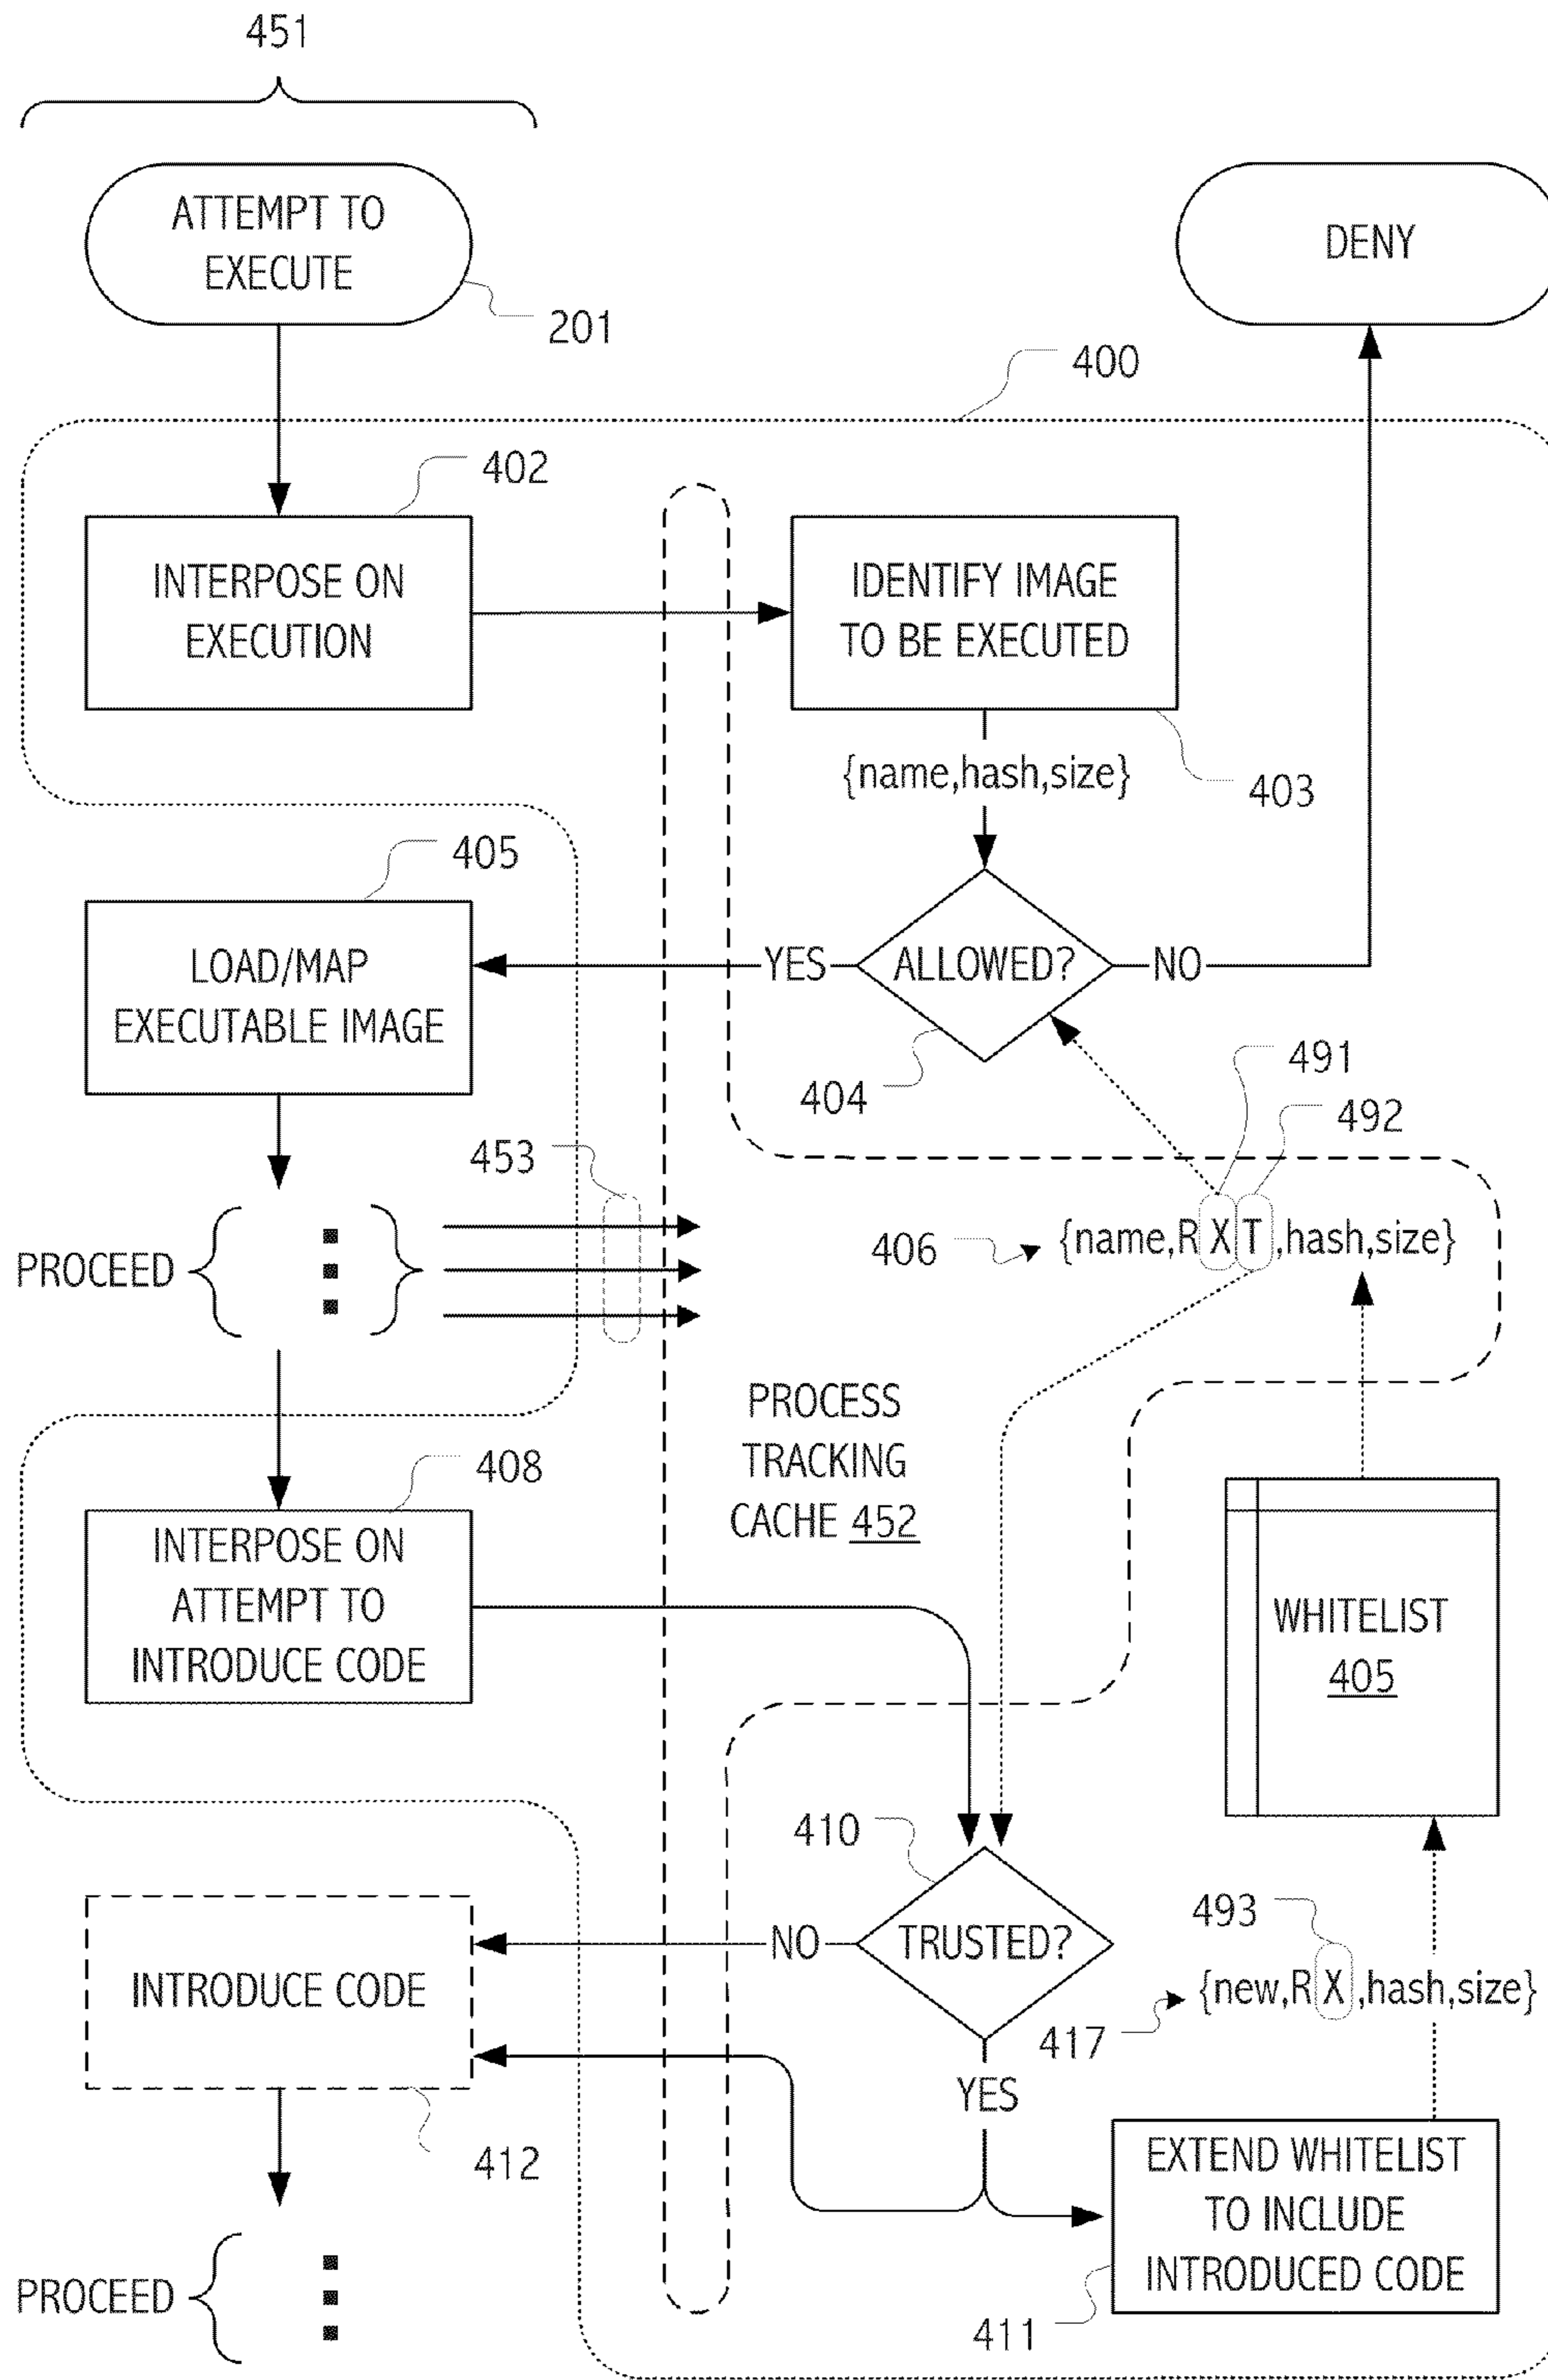 451
ATTEMPT TO
EXECUTE
201
DENY
400
402
INTERPOSE ON
EXECUTION
IDENTIFY IMAGE
TO BE EXECUTED
{name,hash,size}
403
405
LOAD/MAP
EXECUTABLE IMAGE
YES
ALLOWED?
NO
404
491
492
453
PROCEED
406
{name,R X T ,hash,size}
PROCESS
TRACKING
CACHE 452
408
INTERPOSE ON
ATTEMPT TO
INTRODUCE CODE
WHITELIST
405
410
TRUSTED?
NO
YES
493
{new,R X ,hash,size}
417
INTRODUCE CODE
412
EXTEND WHITELIST
TO INCLUDE
INTRODUCED CODE
411
PROCEED